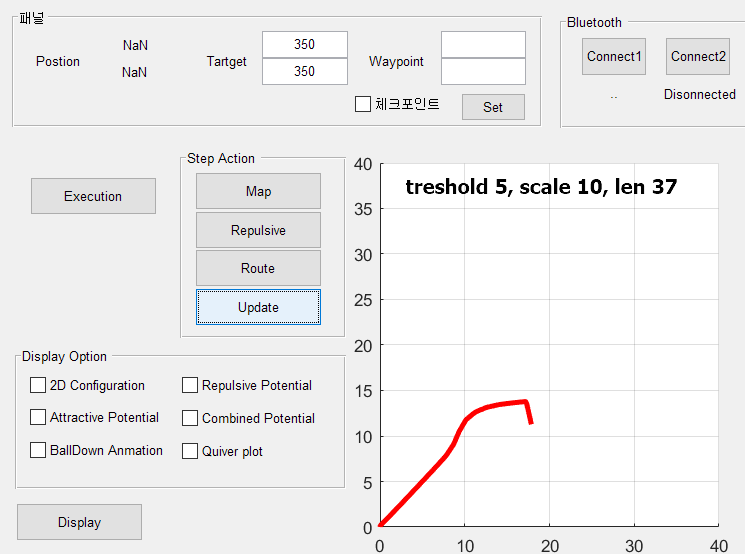 패널
Postion
NaN
NaN
Tartget
350
350
Waypoint
체크포인트
Set
Bluetooth
Connect1
Connect2
..
Disonnected
Execution
Step Action
Map
Repulsive
Route
Update
Display Option
2D Configuration
Repulsive Potential
Attractive Potential
Combined Potential
BallDown Anmation
Quiver plot
Display
treshold 5, scale 10, len 37
40
35
30
25
20
15
10
5
0
0
10
20
30
40